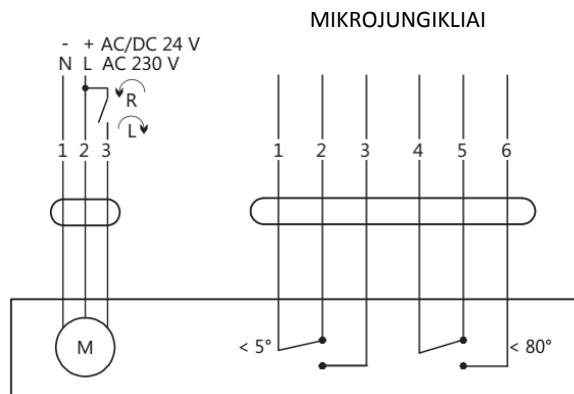 MIKROJUNGIKLIAI
- + AC/DC 24 V
N L AC 230 V
R
L
1 2 3
1 2 3 4 5 6
M
< 5°
< 80°